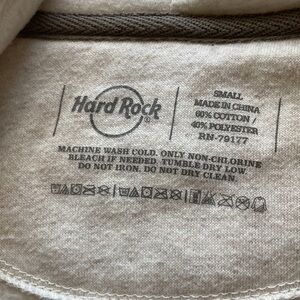 Hard Rock
®
SMALL
MADE IN CHINA
60% COTTON /
40% POLYESTER
RN-79177
MACHINE WASH COLD. ONLY NON-CHLORINE
BLEACH IF NEEDED. TUMBLE DRY LOW.
DO NOT IRON. DO NOT DRY CLEAN.